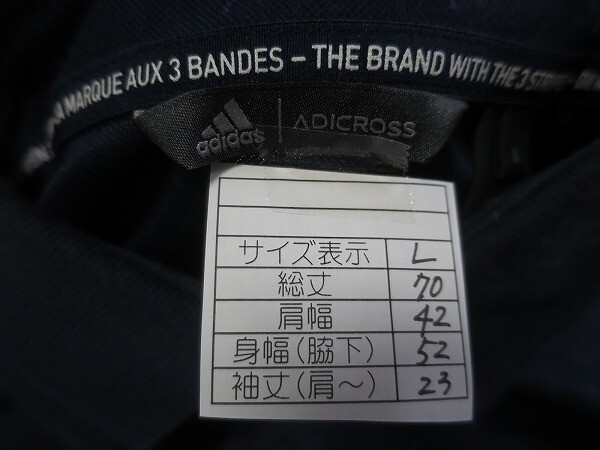 LA MARQUE AUX 3 BANDES – THE BRAND WITH THE 3
adidas | ADICROSS
サイズ表示 L
総丈 70
肩幅 42
身幅(脇下) 52
袖丈(肩〜) 23